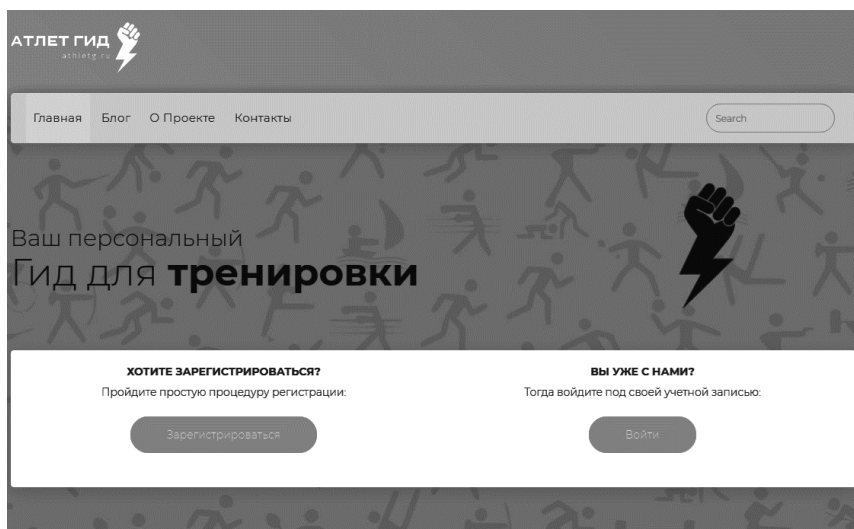 АТЛЕТ ГИД
athletg.ru
Главная Блог О Проекте Контакты Search
Ваш персональный
Гид для тренировки
ХОТИТЕ ЗАРЕГИСТРИРОВАТЬСЯ? ВЫ УЖЕ С НАМИ?
Пройдите простую процедуру регистрации: Тогда войдите под своей учетной записью:
Зарегистрироваться Войти